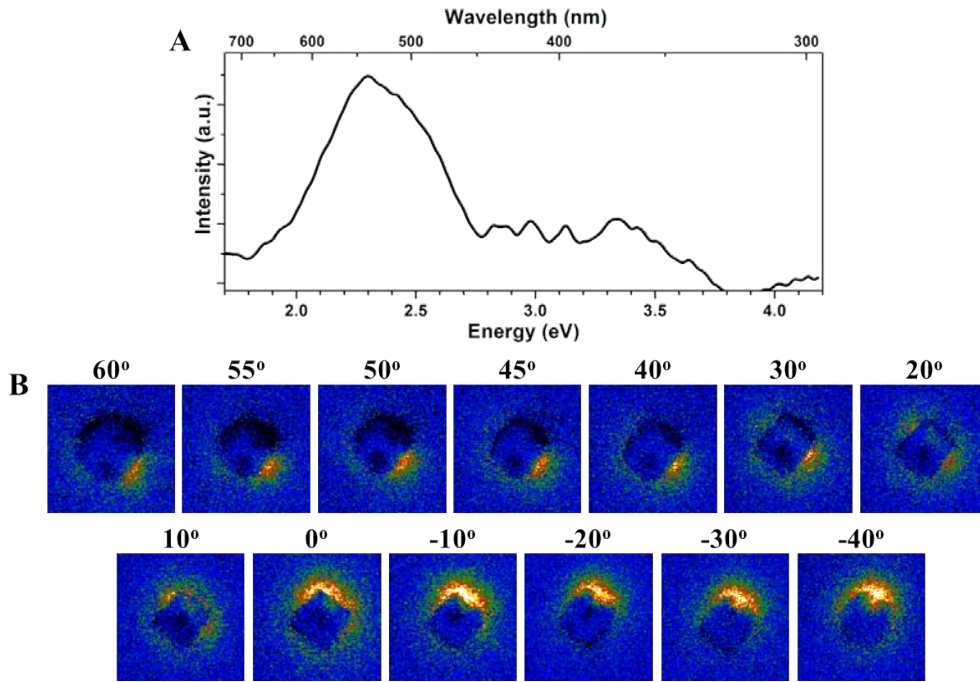 Wavelength (nm)
A
700 600 500 400 300
Intensity (a.u.)
2.0 2.5 3.0 3.5 4.0
Energy (eV)
B
60° 55° 50° 45° 40° 30° 20°
10° 0° -10° -20° -30° -40°